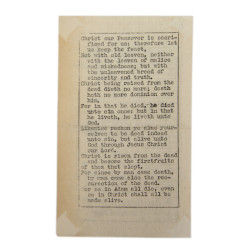 Christ our Passover is sacri-
ficed for us; therefore let
us keep the feast,
Not with old leaven, neither
with the leaven of malice
and wickedness; but with
the unleavened bread of
sincerity and truth.
Christ being raised from the
dead dieth no more; death
hath no more dominion over
him.
For in that he died, he died
unto sin once; but in that
he liveth, he liveth unto
God.
Likewise reckon ye also your-
selves to be dead indeed
unto sin, but alive unto
God through Jesus Christ
our Lord.
Christ is risen from the dead
and become the firstfruits
of them that slept.
For since by man came death,
by man came also the res-
urrection of the dead.
For as in Adam all die, even
so in Christ shall all be
made alive.